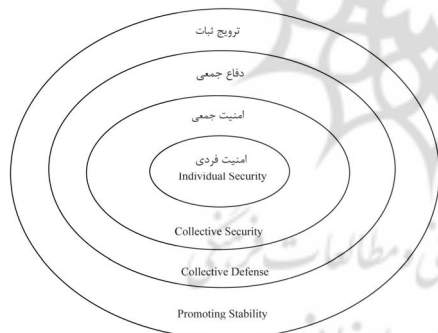 ترویج ثبات
دفاع جمعی
امنیت جمعی
امنیت فردی
Individual Security
Collective Security
Collective Defense
Promoting Stability